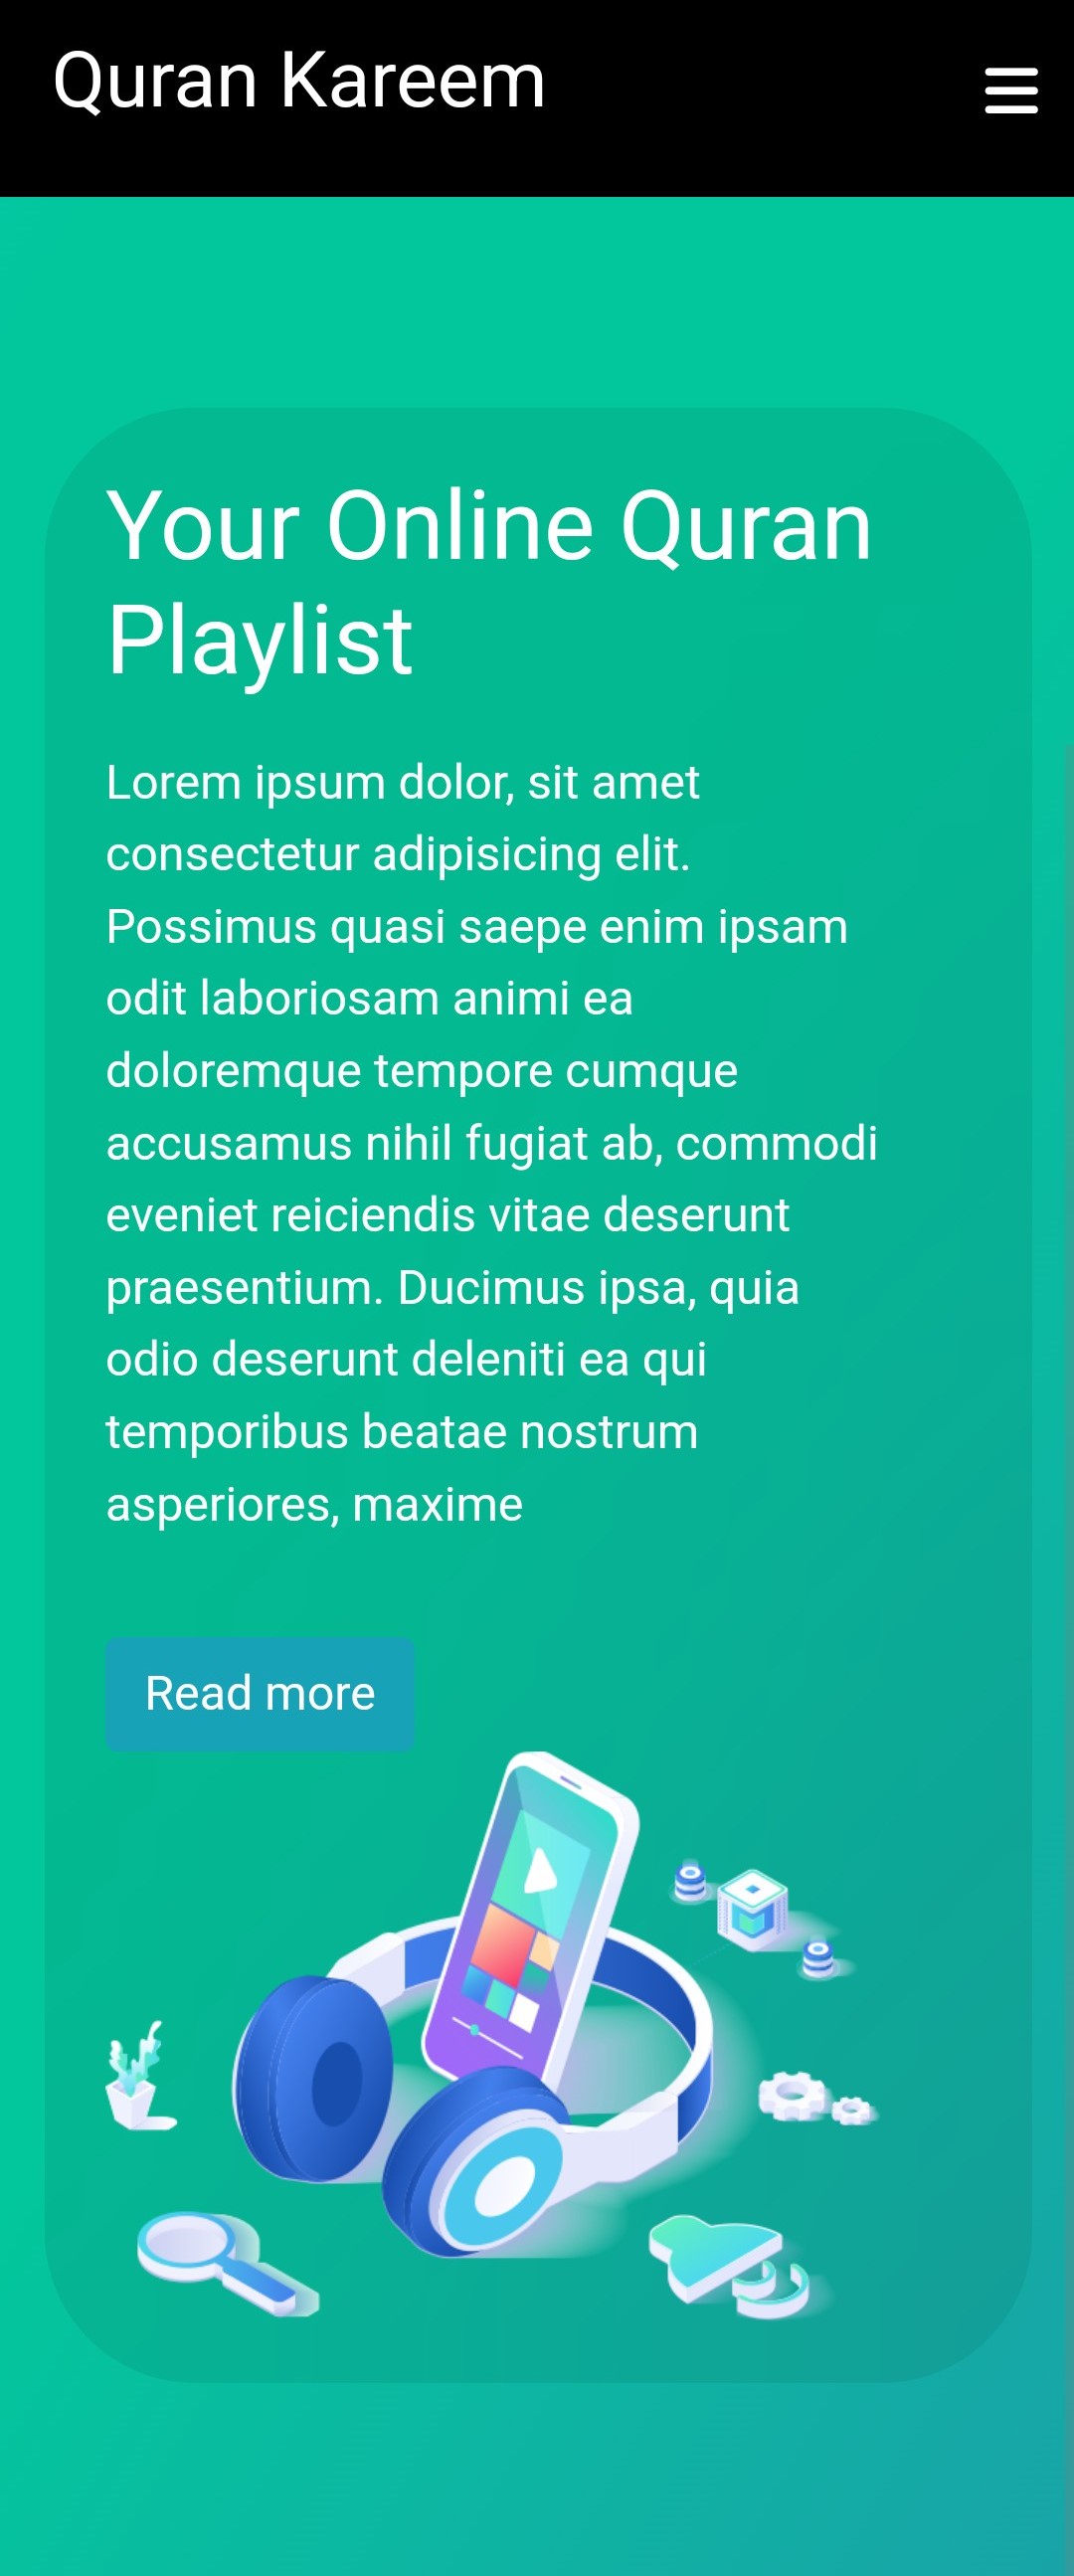 Quran Kareem
Your Online Quran
Playlist
Lorem ipsum dolor, sit amet
consectetur adipisicing elit.
Possimus quasi saepe enim ipsam
odit laboriosam animi ea
doloremque tempore cumque
accusamus nihil fugiat ab, commodi
eveniet reiciendis vitae deserunt
praesentium. Ducimus ipsa, quia
odio deserunt deleniti ea qui
temporibus beatae nostrum
asperiores, maxime
Read more